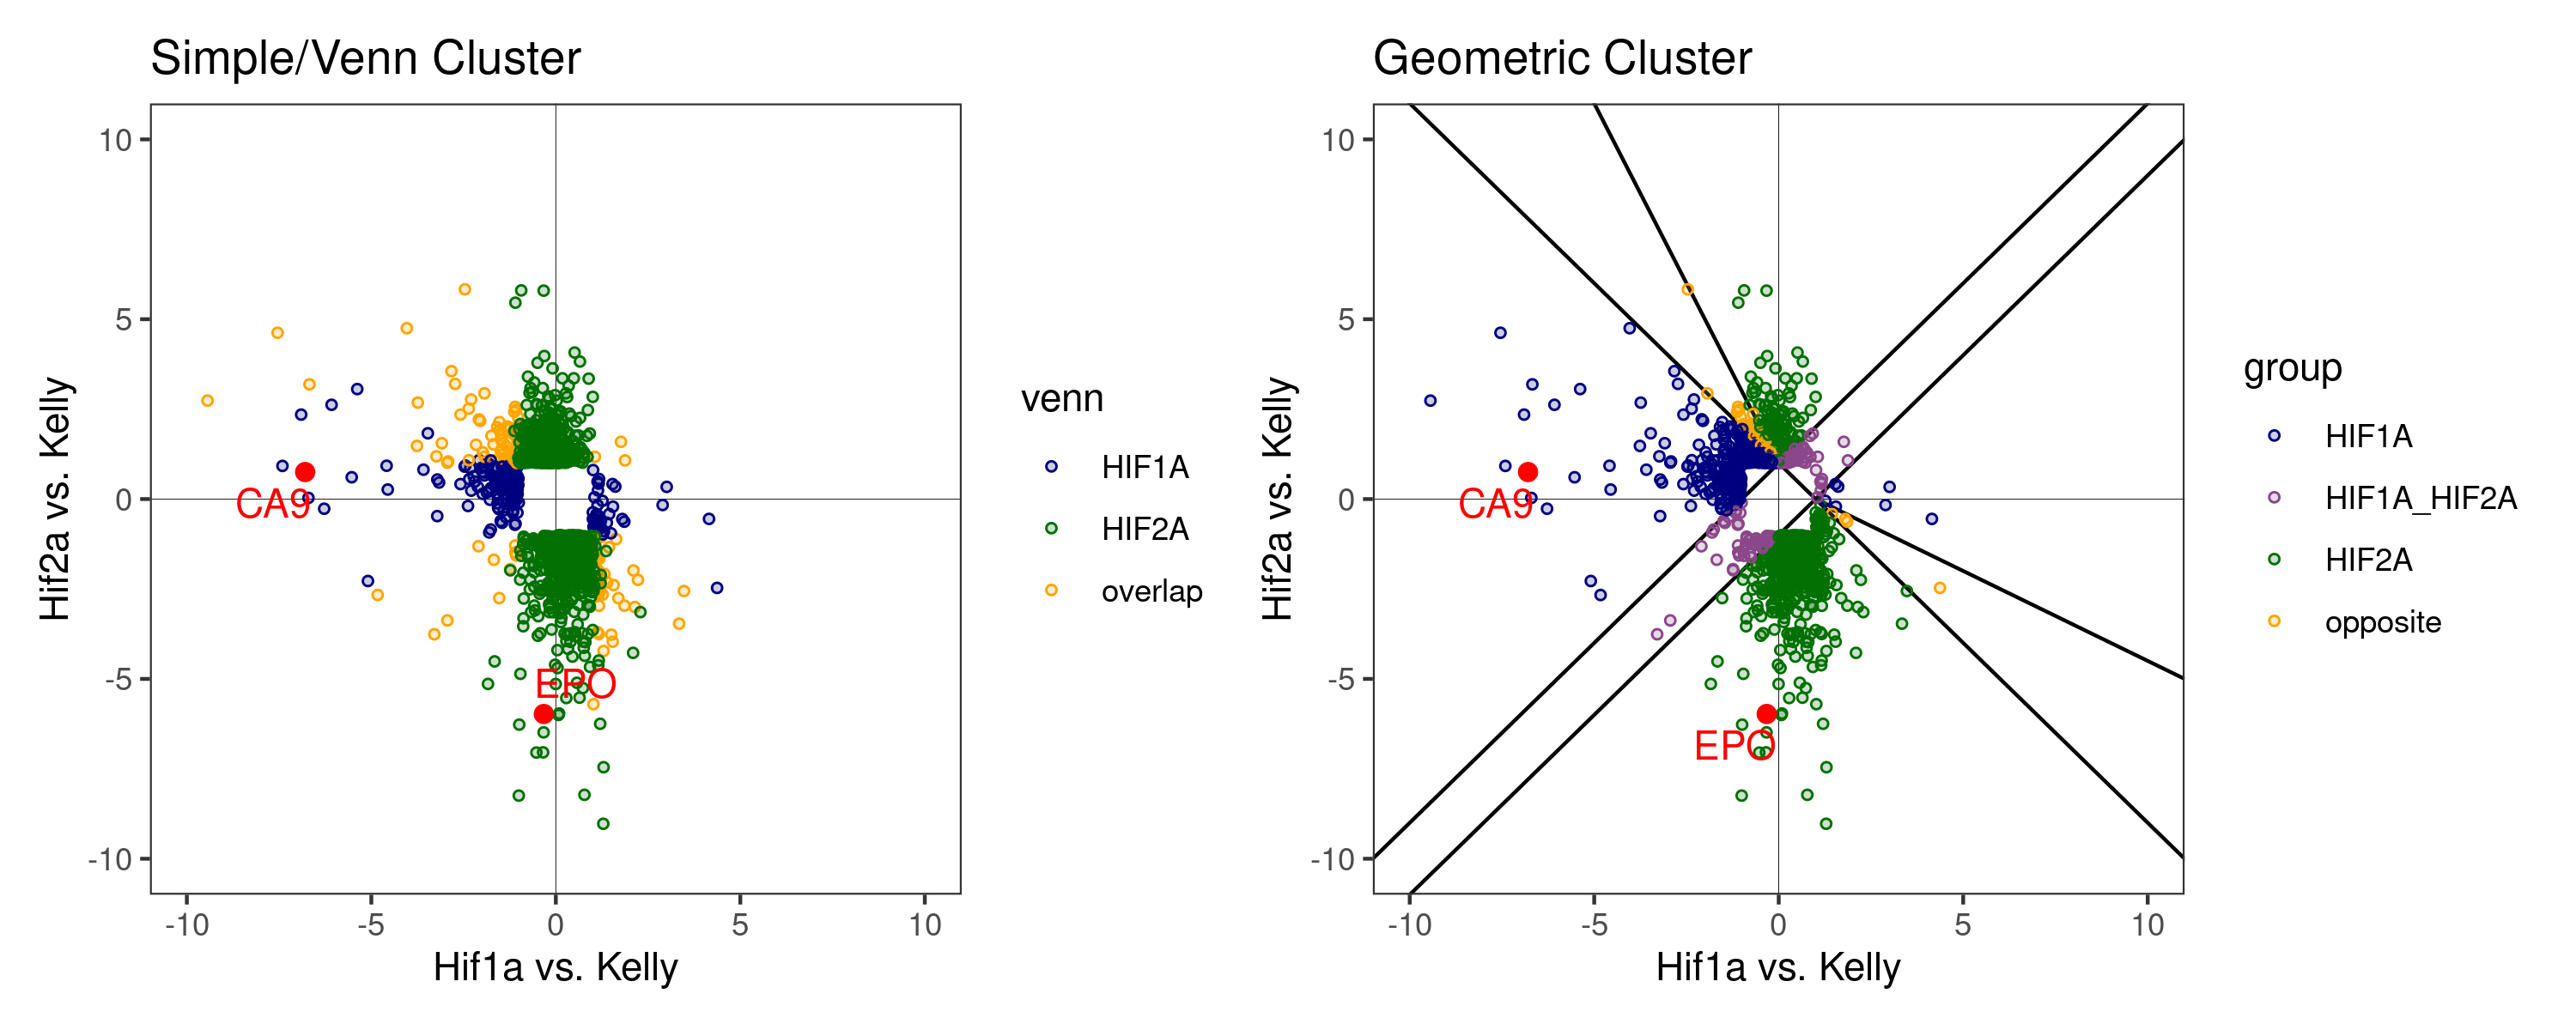 Simple/Venn Cluster
10
5
0
-5
-10
-10
-5
0
5
10
Hif2a vs. Kelly
Hif1a vs. Kelly
CA9
EPO
venn
HIF1A
HIF2A
overlap
Geometric Cluster
10
5
0
-5
-10
-10
-5
0
5
10
Hif2a vs. Kelly
Hif1a vs. Kelly
CA9
EPO
group
HIF1A
HIF1A_HIF2A
HIF2A
opposite